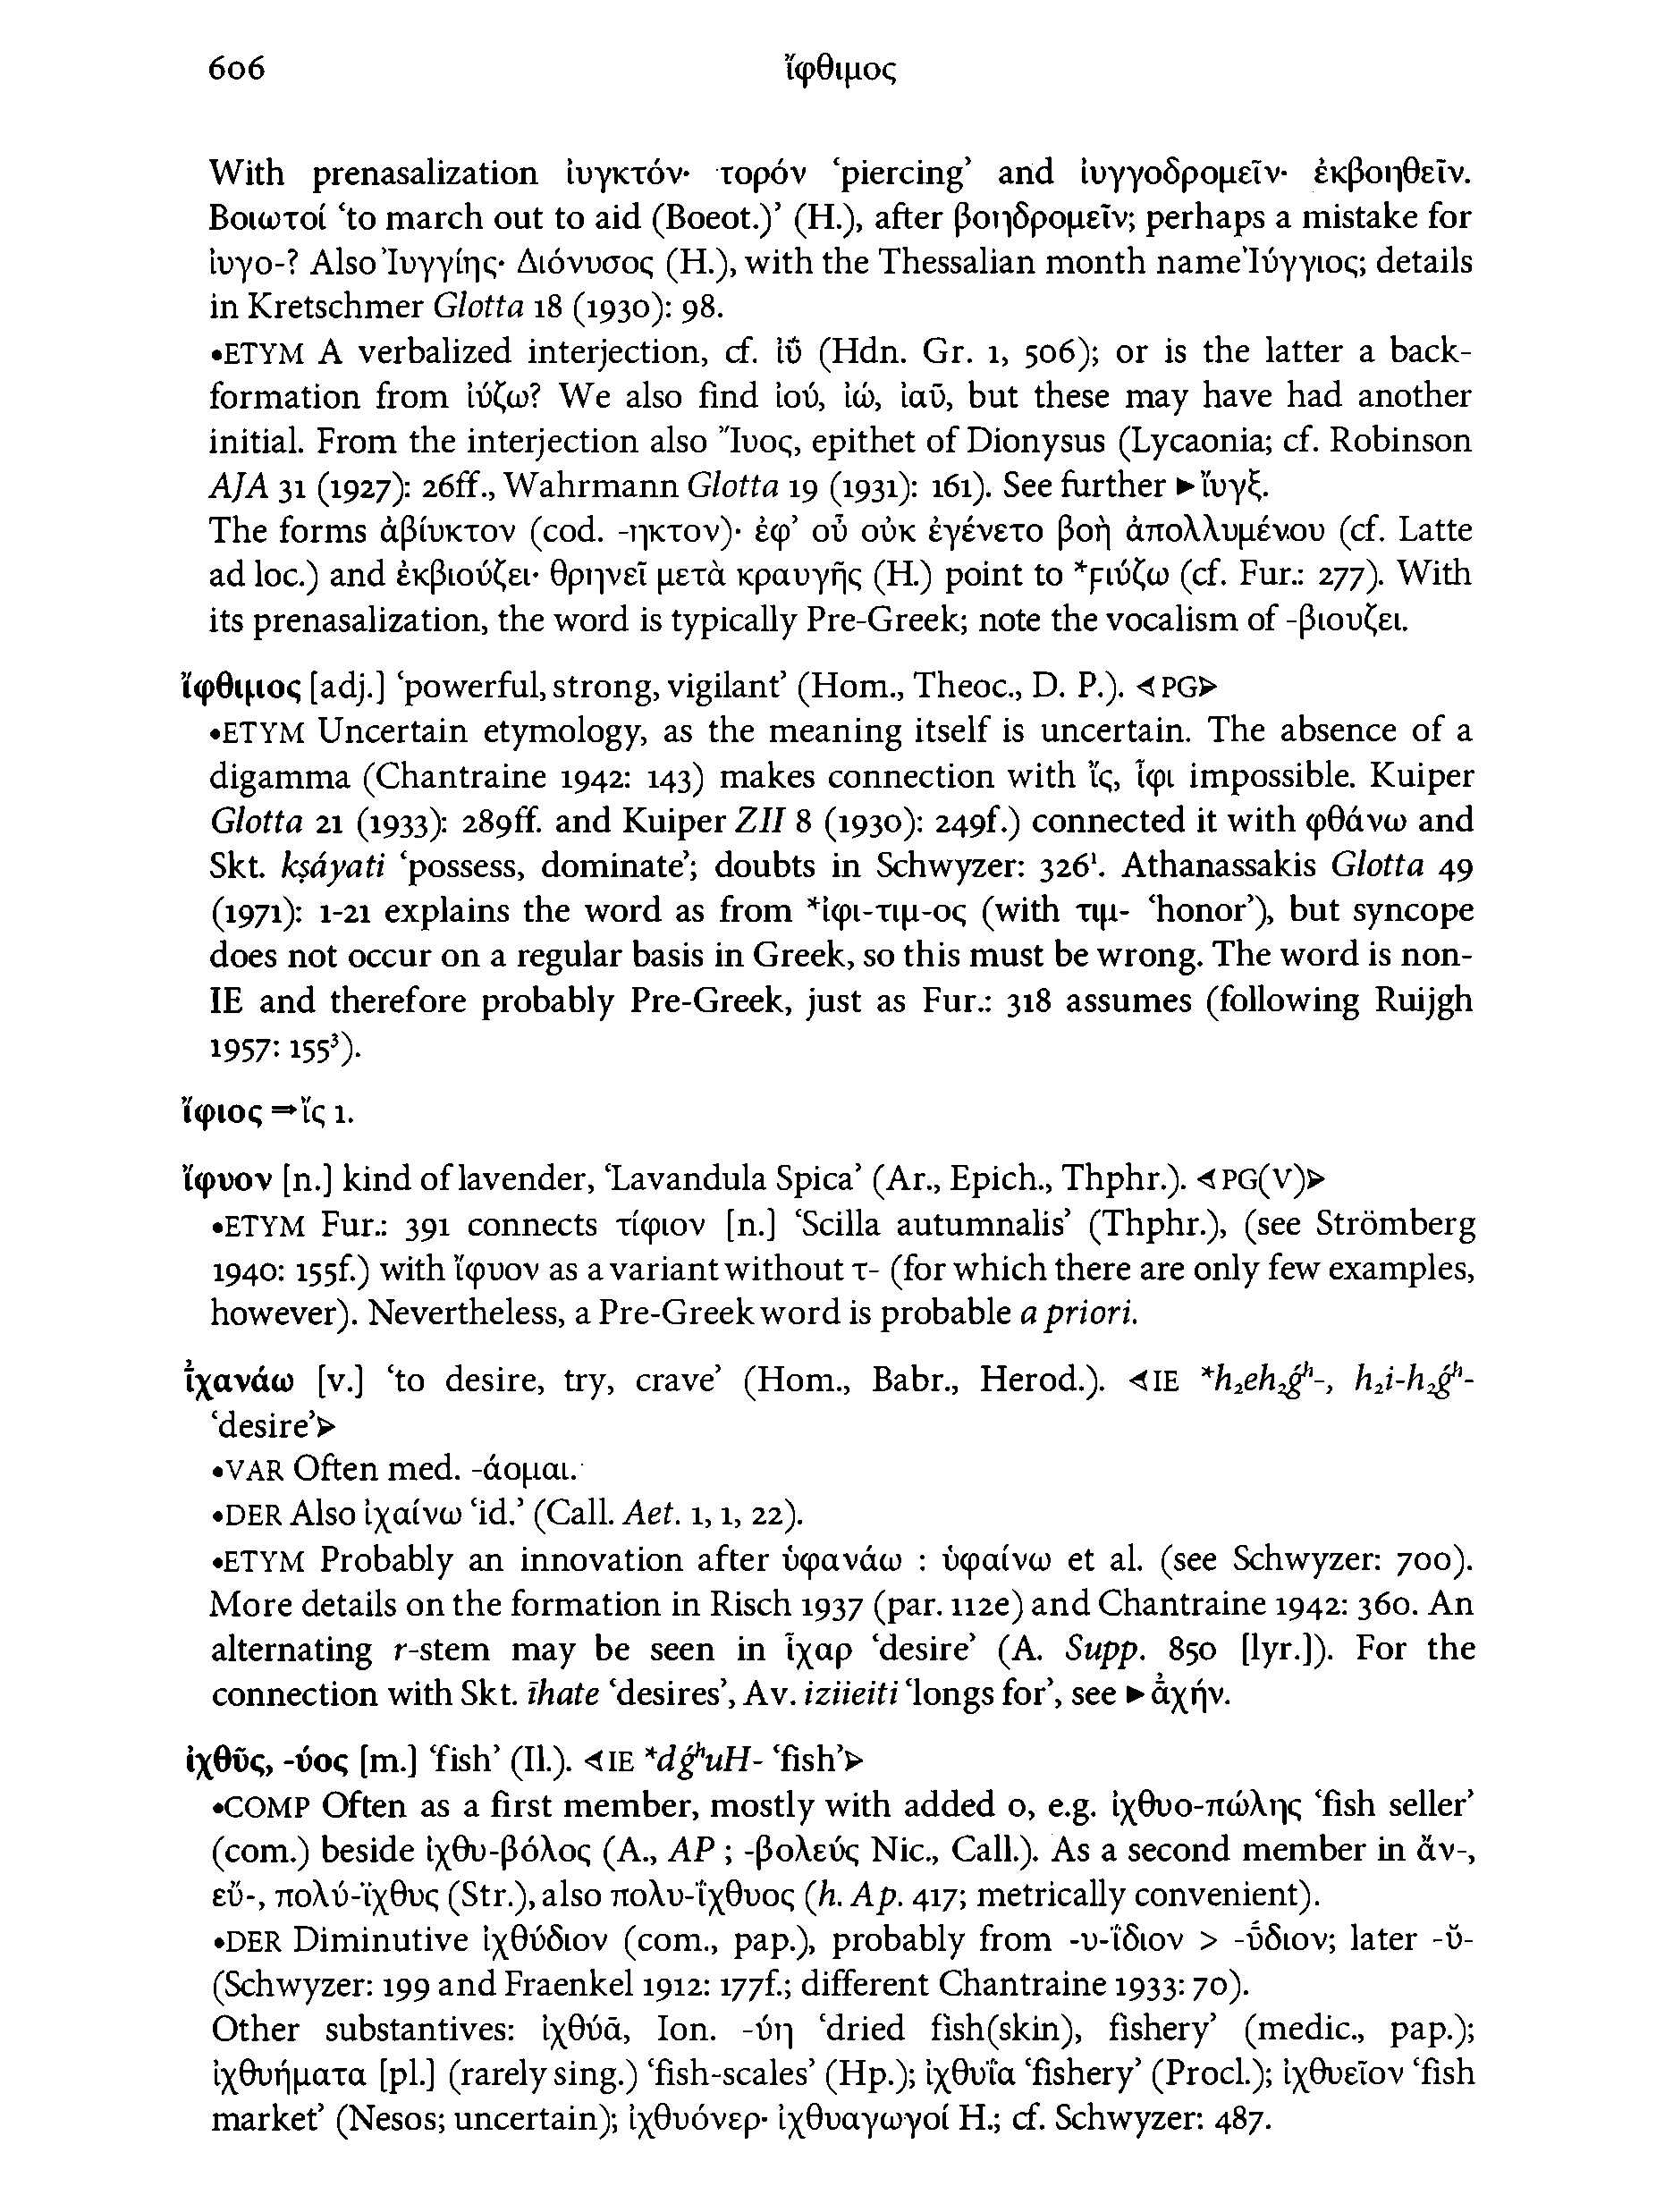 606 ἴφθιμος
With prenasalization ἰυγκτόν· τορόν ‘piercing’ and ἰυγγοδρομεῖν· ἐκβοηθεῖν.
Βοιωτοί ‘to march out to aid (Boeot.)’ (H.), after βοηδρομεῖν; perhaps a mistake for
ἰυγο-? Also Ἰυγγίης· Διόνυσος (H.), with the Thessalian month name Ἰύγγιος; details
in Kretschmer Glotta 18 (1930): 98.
•ETYM A verbalized interjection, cf. ἰῦ (Hdn. Gr. 1, 506); or is the latter a back-
formation from ἰύζω? We also find ἰού, ἰώ, ἰαῦ, but these may have had another
initial. From the interjection also Ἴυος, epithet of Dionysus (Lycaonia; cf. Robinson
AJA 31 (1927): 26ff., Wahrmann Glotta 19 (1931): 161). See further ►ἴυγξ.
The forms ἀβίυκτον (cod. -ηκτον)· ἐφ’ οὗ οὐκ ἐγένετο βοὴ ἀπολλυμένου (cf. Latte
ad loc.) and ἐκβιούζει· θρηνεῖ μετὰ κραυγῆς (H.) point to *ϝιύζω (cf. Fur.: 277). With
its prenasalization, the word is typically Pre-Greek; note the vocalism of -βιουζει.
ἴφθιμος [adj.] ‘powerful, strong, vigilant’ (Hom., Theoc., D. P.). ⊲PG⊳
•ETYM Uncertain etymology, as the meaning itself is uncertain. The absence of a
digamma (Chantraine 1942: 143) makes connection with ἴς, ἶφι impossible. Kuiper
Glotta 21 (1933): 289ff. and Kuiper ZII 8 (1930): 249f.) connected it with φθάνω and
Skt. kṣáyati ‘possess, dominate’; doubts in Schwyzer: 326¹. Athanassakis Glotta 49
(1971): 1-21 explains the word as from *ἰφι-τιμ-ος (with τιμ- ‘honor’), but syncope
does not occur on a regular basis in Greek, so this must be wrong. The word is non-
IE and therefore probably Pre-Greek, just as Fur.: 318 assumes (following Ruijgh
1957: 155³).
ἴφιος ⇒ἴς 1.
ἴφυον [n.] kind of lavender, ‘Lavandula Spica’ (Ar., Epich., Thphr.). ⊲PG(V)⊳
•ETYM Fur.: 391 connects τίφιον [n.] ‘Scilla autumnalis’ (Thphr.), (see Strömberg
1940: 155f.) with ἴφυον as a variant without τ- (for which there are only few examples,
however). Nevertheless, a Pre-Greek word is probable a priori.
ἰ̄χανάω [v.] ‘to desire, try, crave’ (Hom., Babr., Herod.). ⊲IE *h₂eh₂ǵʰ-, h₂i-h₂ǵʰ-
‘desire’⊳
•VAR Often med. -άομαι.
•DER Also ἰχαίνω ‘id.’ (Call. Aet. 1, 1, 22).
•ETYM Probably an innovation after ὑφανάω : ὑφαίνω et al. (see Schwyzer: 700).
More details on the formation in Risch 1937 (par. 112e) and Chantraine 1942: 360. An
alternating r-stem may be seen in ἶχαρ ‘desire’ (A. Supp. 850 [lyr.]). For the
connection with Skt. īhate ‘desires’, Av. iziieiti ‘longs for’, see ►ἀχήν.
ἰχθῦς, -ύος [m.] ‘fish’ (Il.). ⊲IE *dǵʰuH- ‘fish’⊳
•COMP Often as a first member, mostly with added ο, e.g. ἰχθυο-πώλης ‘fish seller’
(com.) beside ἰχθυ-βόλος (A., AP ; -βολεύς Nic., Call.). As a second member in ἄν-,
εὔ-, πολύ-ϊχθυς (Str.), also πολυ-ΐχθυος (h. Ap. 417; metrically convenient).
•DER Diminutive ἰχθύδιον (com., pap.), probably from -υ-ΐδιον > -ῡ́διον; later -ῠ-
(Schwyzer: 199 and Fraenkel 1912: 177f.; different Chantraine 1933: 70).
Other substantives: ἰχθύᾱ, Ion. -ύη ‘dried fish(skin), fishery’ (medic., pap.);
ἰχθυήματα [pl.] (rarely sing.) ‘fish-scales’ (Hp.); ἰχθυΐα ‘fishery’ (Procl.); ἰχθυεῖον ‘fish
market’ (Nesos; uncertain); ἰχθυόνερ· ἰχθυαγωγοί H.; cf. Schwyzer: 487.